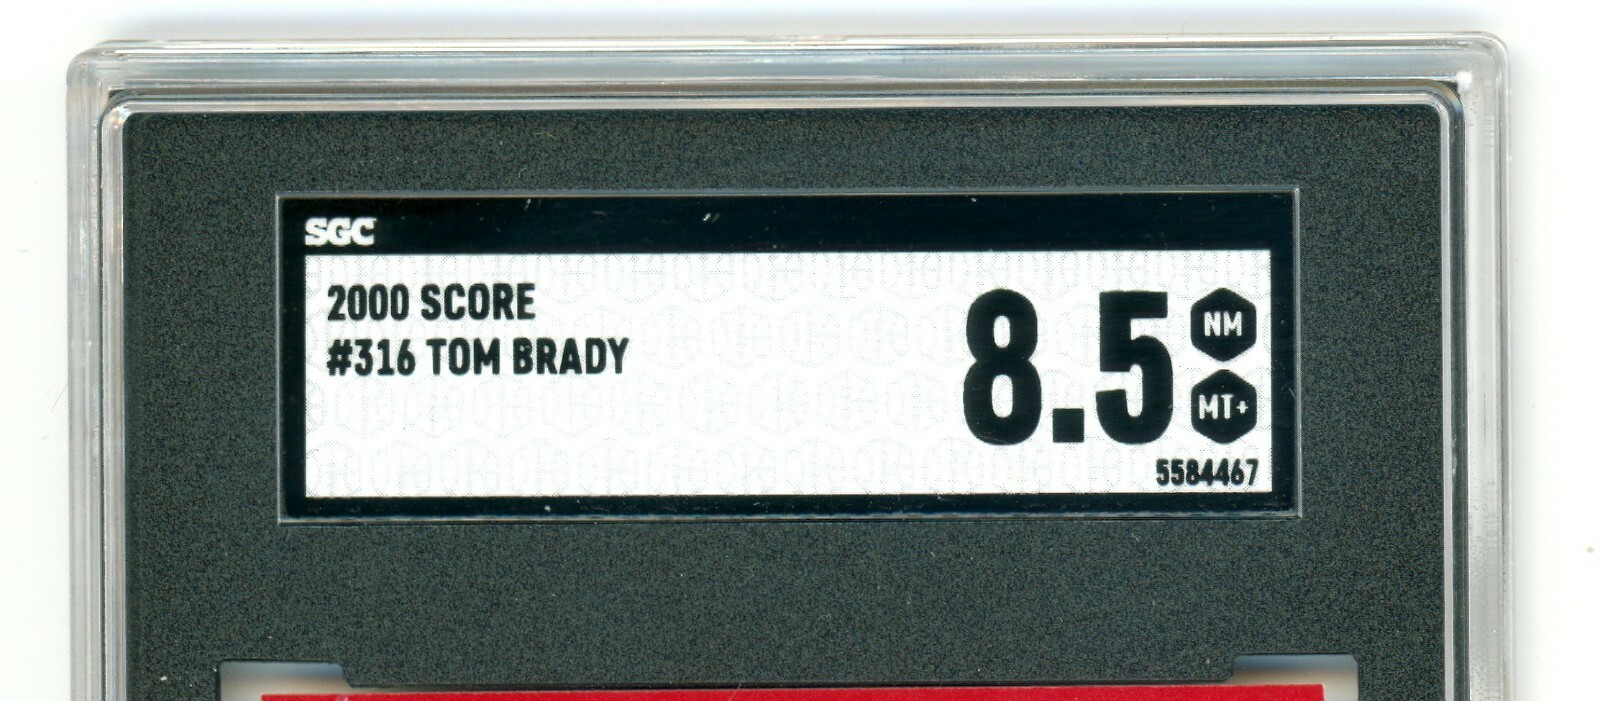 SGC
2000 SCORE
#316 TOM BRADY
8.5
NM
MT+
5584467